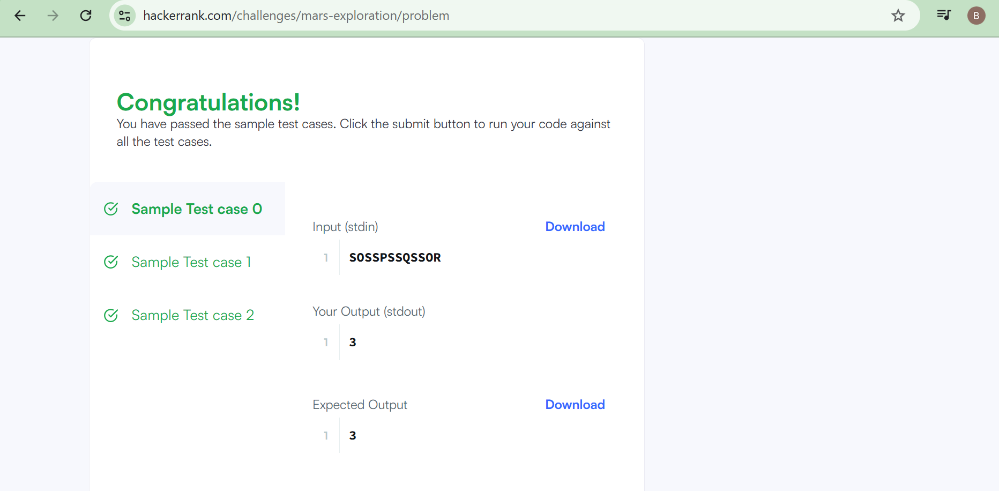 hackerrank.com/challenges/mars-exploration/problem
B
Congratulations!
You have passed the sample test cases. Click the submit button to run your code against
all the test cases.
Sample Test case 0
Sample Test case 1
Sample Test case 2
Input (stdin)
Download
1
SOSSPSSQSSOR
Your Output (stdout)
1
3
Expected Output
Download
1
3